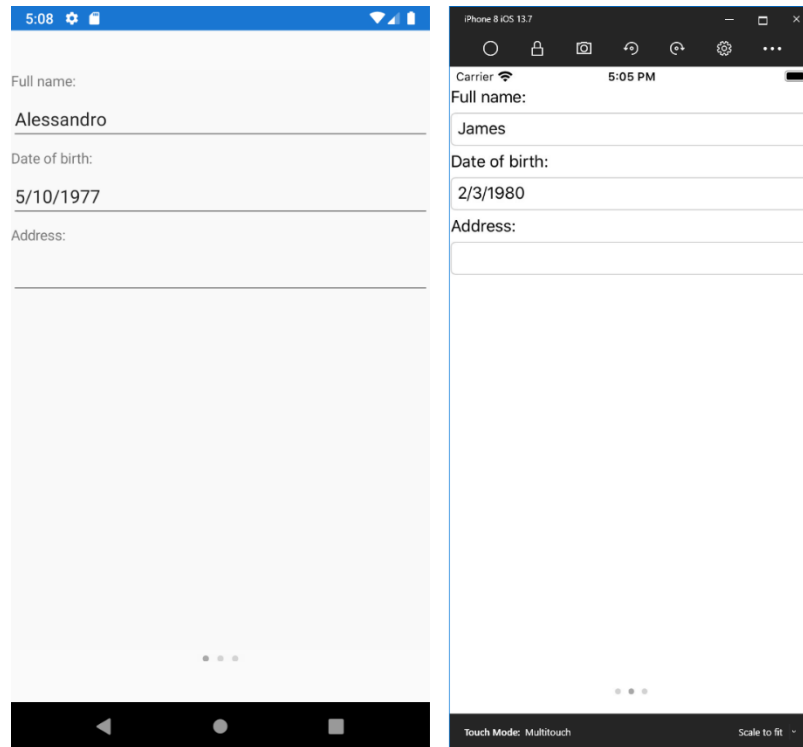 5:08
Full name:
Alessandro
Date of birth:
5/10/1977
Address:
iPhone 8 iOS 13.7
Carrier 5:05 PM
Full name:
James
Date of birth:
2/3/1980
Address:
Touch Mode: Multitouch Scale to fit